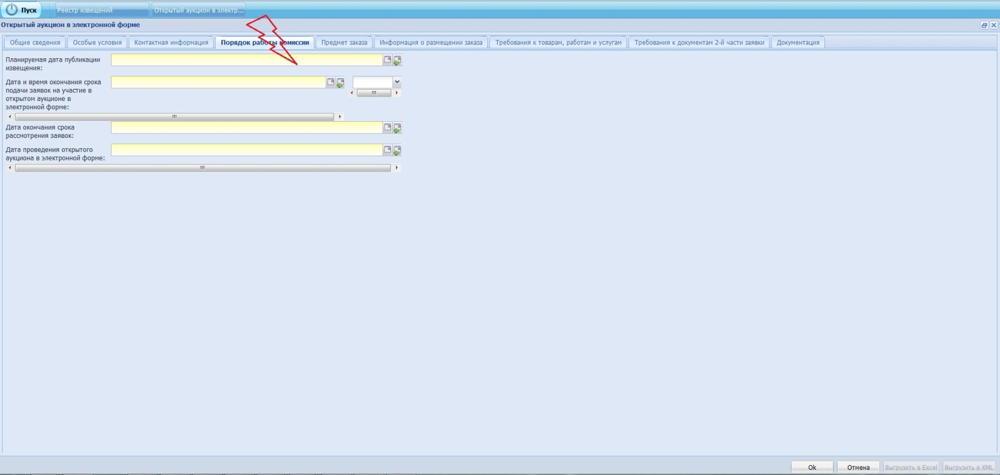 Пуск
Реестр извещений
Открытый аукцион в электр...
Открытый аукцион в электронной форме
Общие сведения
Особые условия
Контактная информация
Порядок работы комиссии
Предмет заказа
Информация о размещении заказа
Требования к товарам, работам и услугам
Требования к документам 2-й части заявки
Документация
Планируемая дата публикации
извещения:
Дата и время окончания срока
подачи заявок на участие в
открытом аукционе в
электронной форме:
Дата окончания срока
рассмотрения заявок:
Дата проведения открытого
аукциона в электронной форме:
Ok
Отмена
Выгрузить в Excel
Выгрузить в XML